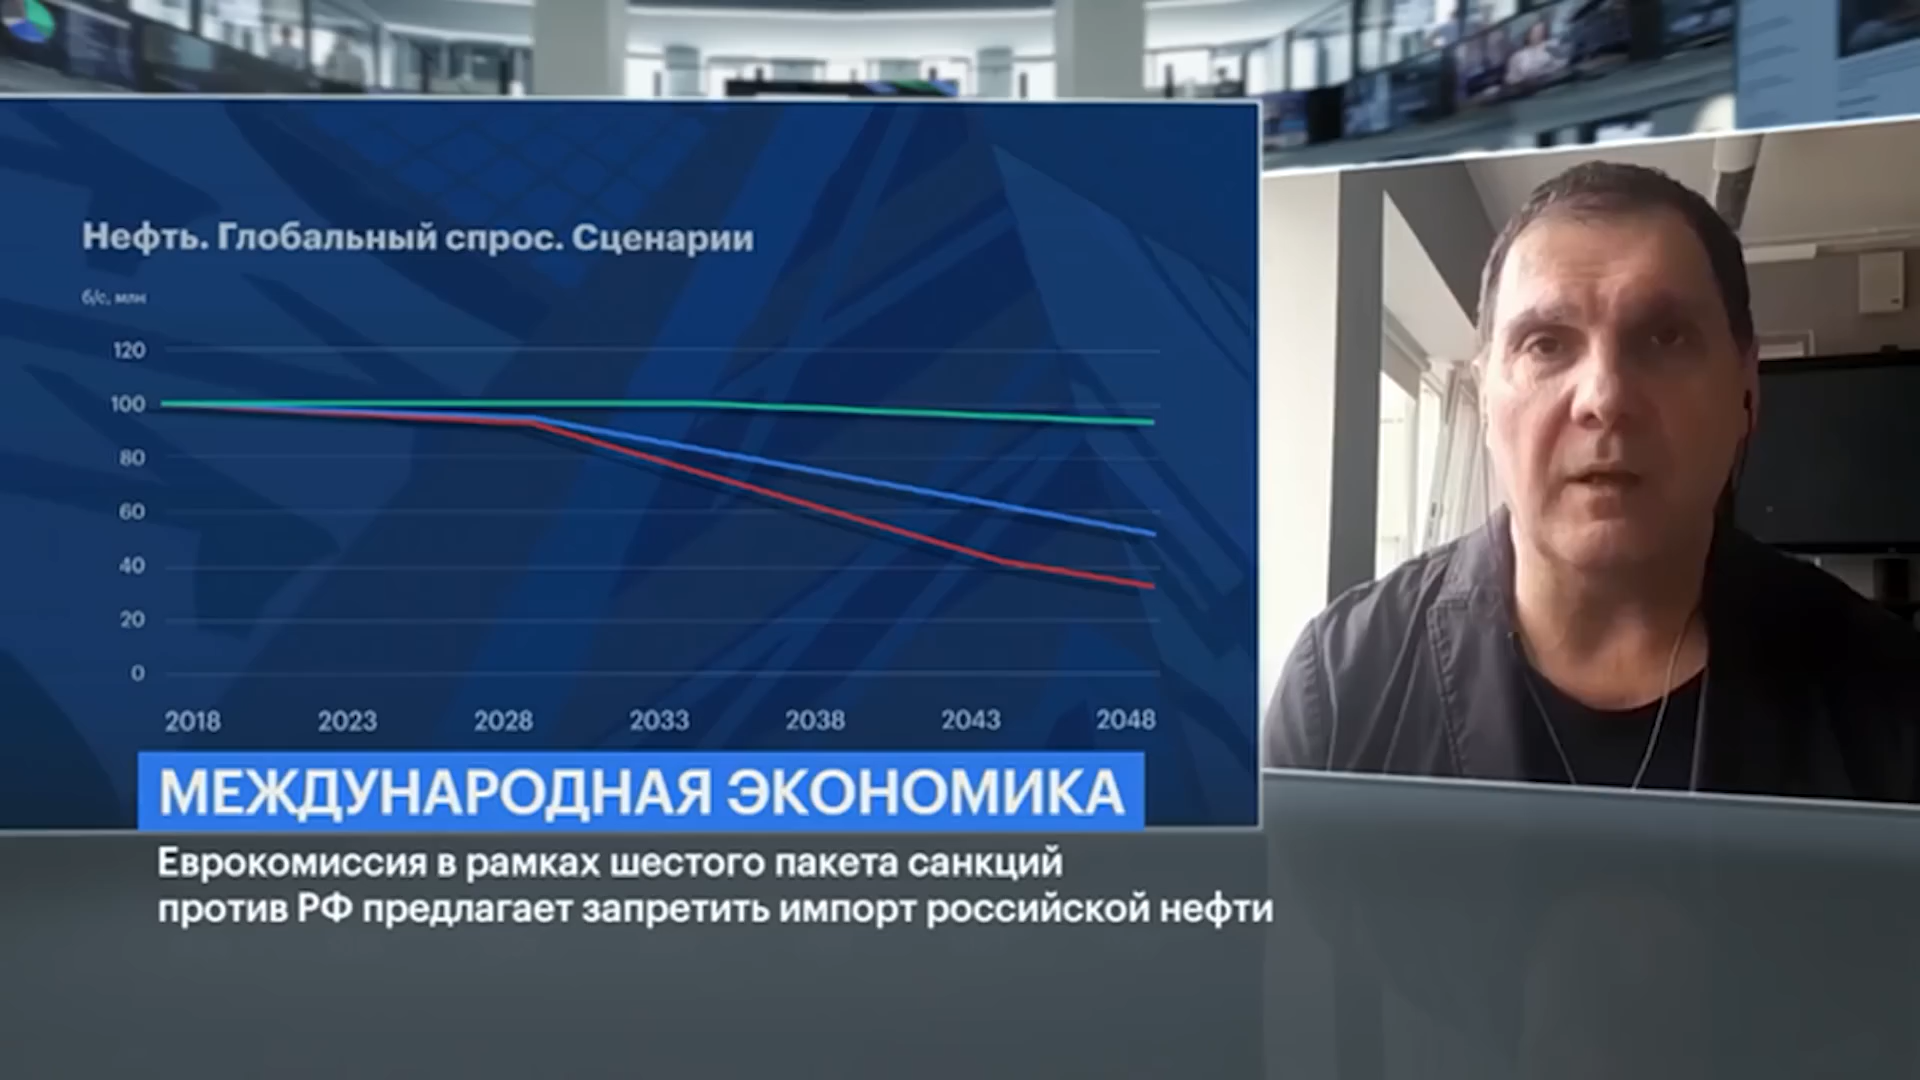 Нефть. Глобальный спрос. Сценарии
б/с, млн
120
100
80
60
40
20
0
2018 2023 2028 2033 2038 2043 2048
МЕЖДУНАРОДНАЯ ЭКОНОМИКА
Еврокомиссия в рамках шестого пакета санкций
против РФ предлагает запретить импорт российской нефти